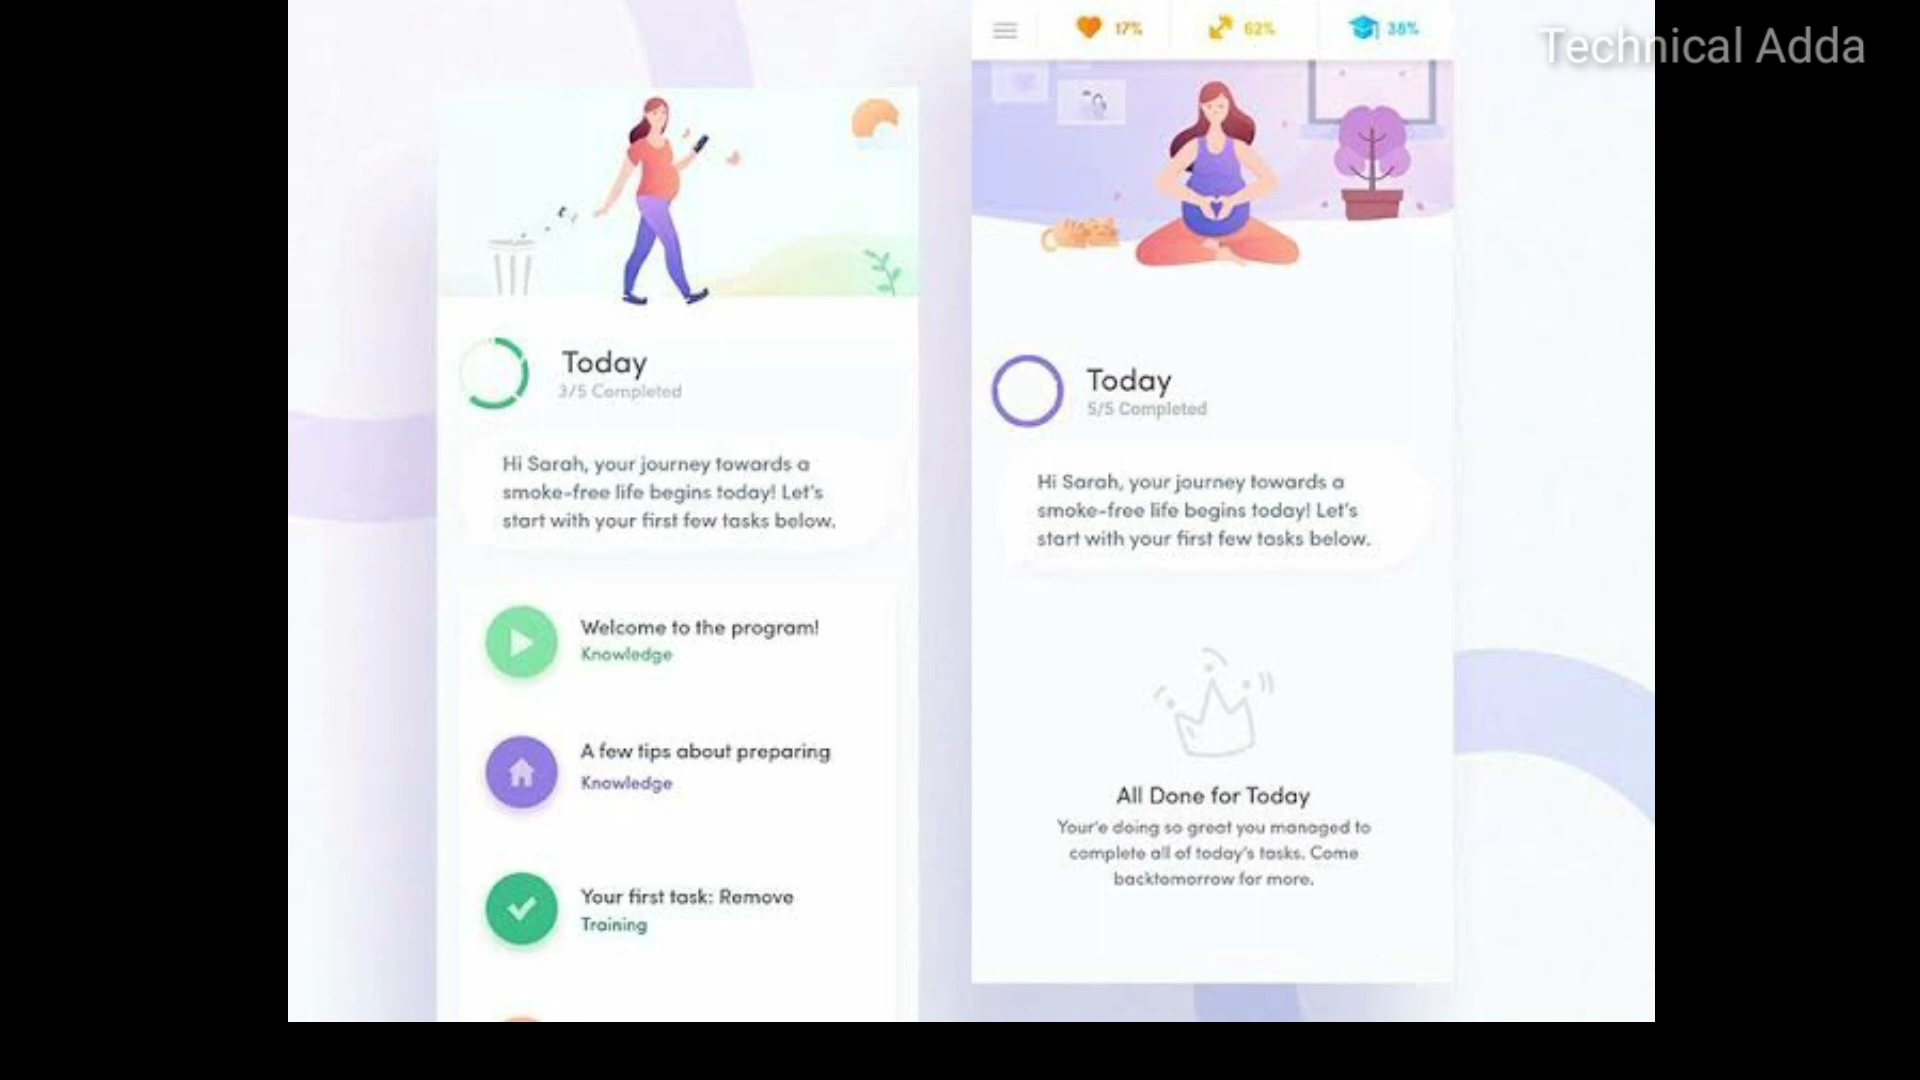 Technical Adda
17%
62%
38%
Today
3/5 Completed
Hi Sarah, your journey towards a
smoke-free life begins today! Let's
start with your first few tasks below.
Welcome to the program!
Knowledge
A few tips about preparing
Knowledge
Your first task: Remove
Training
Today
5/5 Completed
Hi Sarah, your journey towards a
smoke-free life begins today! Let's
start with your first few tasks below.
All Done for Today
Your'e doing so great you managed to
complete all of today's tasks. Come
backtomorrow for more.